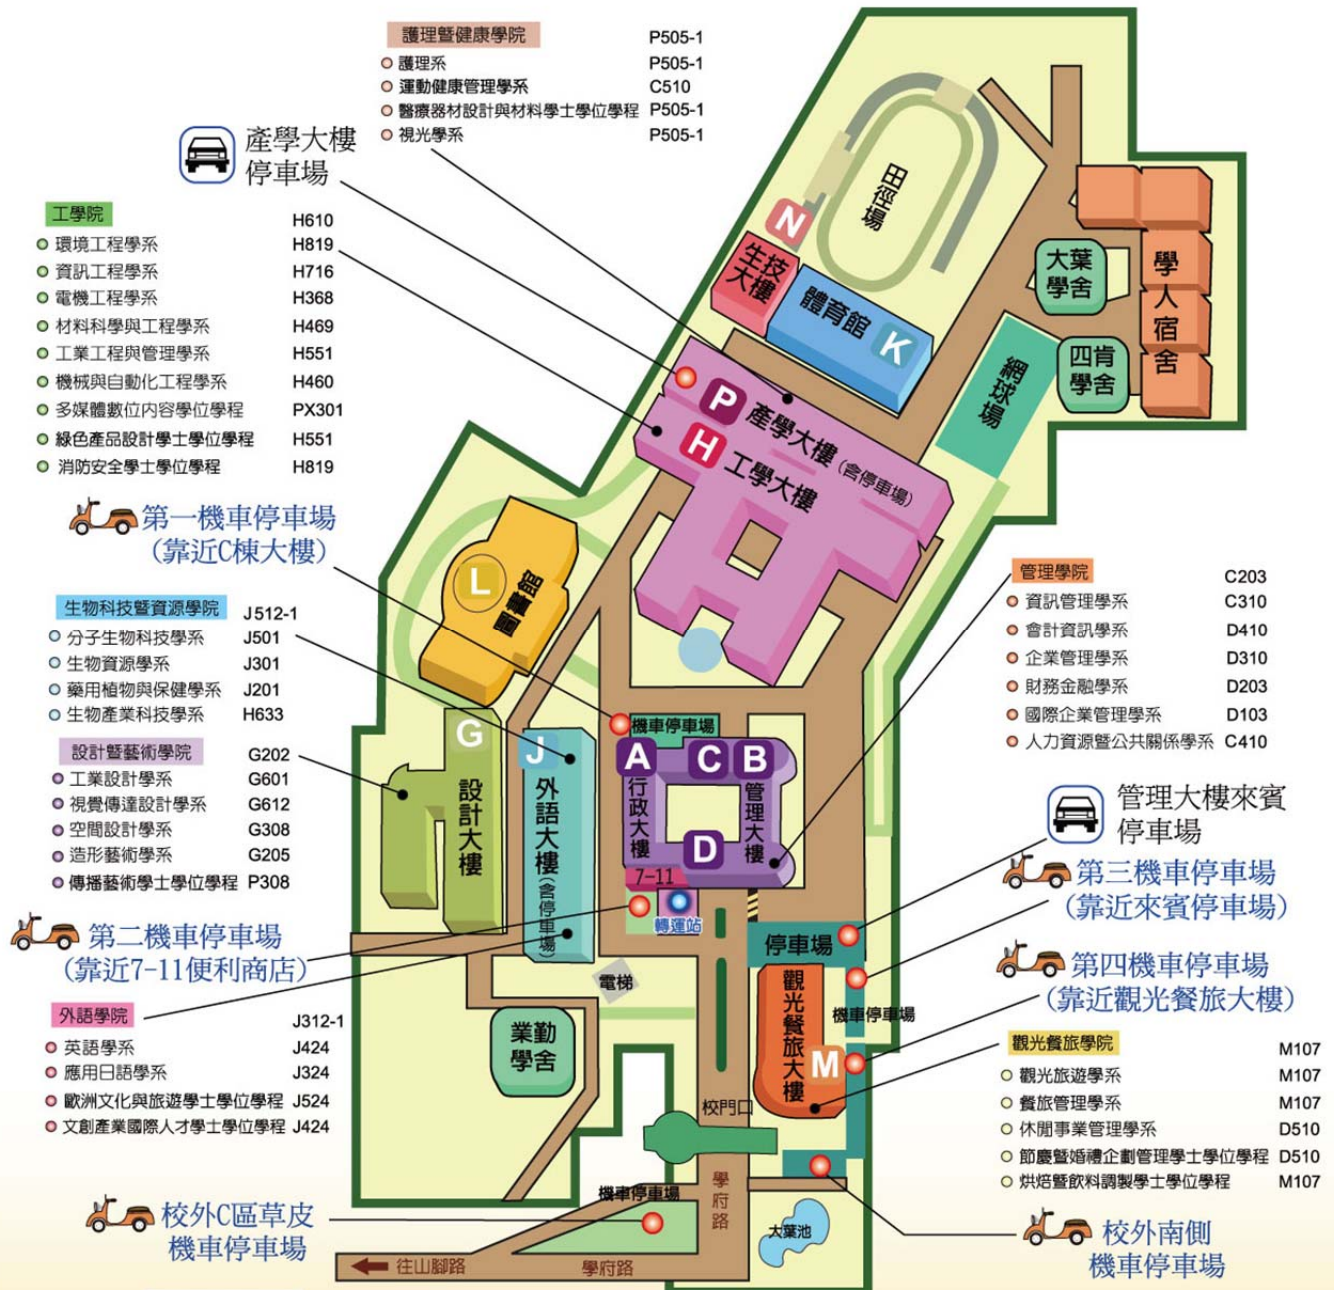 護理暨健康學院 P505-1
護理系 P505-1
運動健康管理學系 C510
醫療器材設計與材料學士學位學程 P505-1
視光學系 P505-1
產學大樓
停車場
工學院 H610
環境工程學系 H819
資訊工程學系 H716
電機工程學系 H368
材料科學與工程學系 H469
工業工程與管理學系 H551
機械與自動化工程學系 H460
多媒體數位內容學位學程 PX301
綠色產品設計學士學位學程 H551
消防安全學士學位學程 H819
第一機車停車場
(靠近C棟大樓)
生物科技暨資源學院 J512-1
分子生物科技學系 J501
生物資源學系 J301
藥用植物與保健學系 J201
生物產業科技學系 H633
設計暨藝術學院 G202
工業設計學系 G601
視覺傳達設計學系 G612
空間設計學系 G308
造形藝術學系 G205
傳播藝術學士學位學程 P308
第二機車停車場
(靠近7-11便利商店)
外語學院 J312-1
英語學系 J424
應用日語學系 J324
歐洲文化與旅遊學士學位學程 J524
文創產業國際人才學士學位學程 J424
校外C區草皮
機車停車場
田徑場
N
生技大樓
體育館
K
大葉學舍
學人宿舍
四肯學舍
網球場
P
產學大樓(含停車場)
H
工學大樓
L
圖書館
G
設計大樓
J
外語大樓(含停車場)
機車停車場
A
C
B
行政大樓
管理大樓
D
7-11
轉運站
停車場
電梯
業勤學舍
觀光餐旅大樓
M
機車停車場
校門口
機車停車場
學府路
大葉池
往山腳路
學府路
管理學院 C203
資訊管理學系 C310
會計資訊學系 D410
企業管理學系 D310
財務金融學系 D203
國際企業管理學系 D103
人力資源暨公共關係學系 C410
管理大樓來賓
停車場
第三機車停車場
(靠近來賓停車場)
第四機車停車場
(靠近觀光餐旅大樓)
觀光餐旅學院 M107
觀光旅遊學系 M107
餐旅管理學系 M107
休閒事業管理學系 D510
節慶暨婚禮企劃管理學士學位學程 D510
烘焙暨飲料調製學士學位學程 M107
校外南側
機車停車場